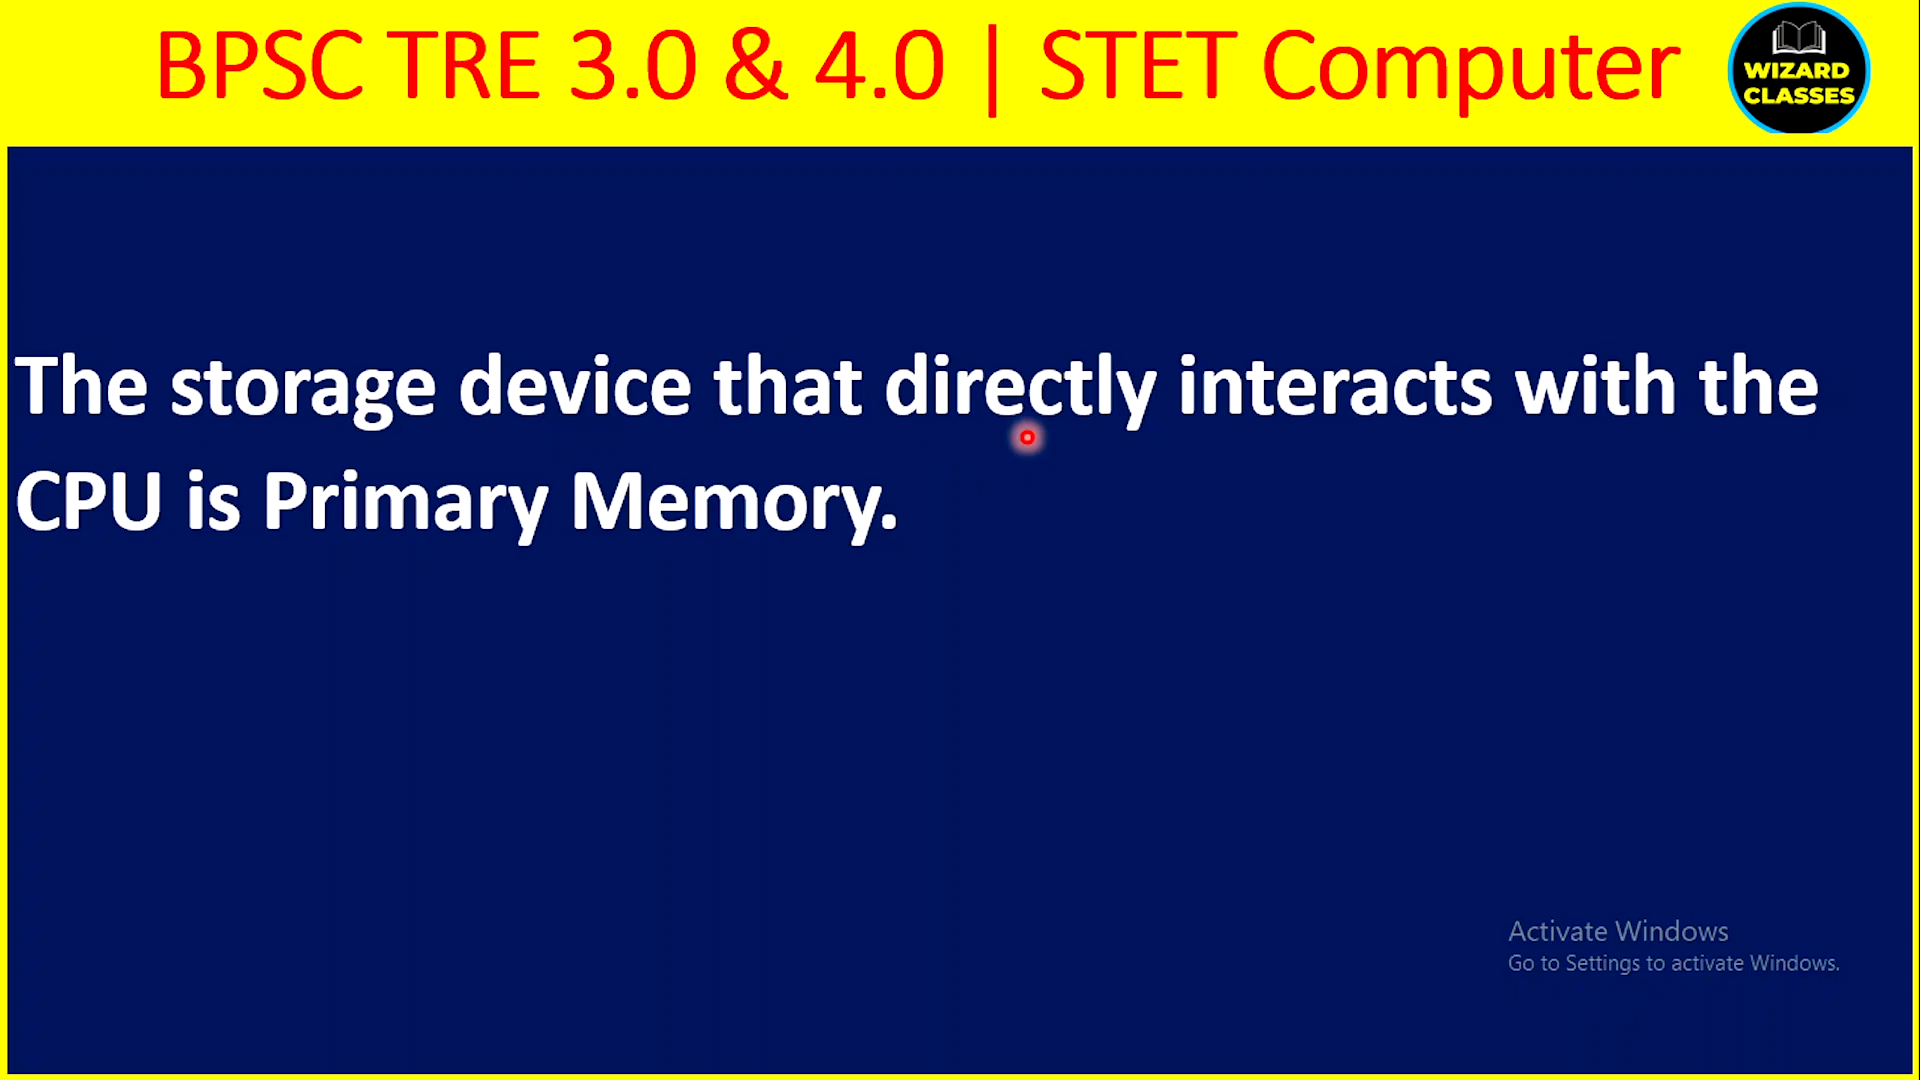 BPSC TRE 3.0 & 4.0 | STET Computer
WIZARD
CLASSES
The storage device that directly interacts with the
CPU is Primary Memory.
Activate Windows
Go to Settings to activate Windows.